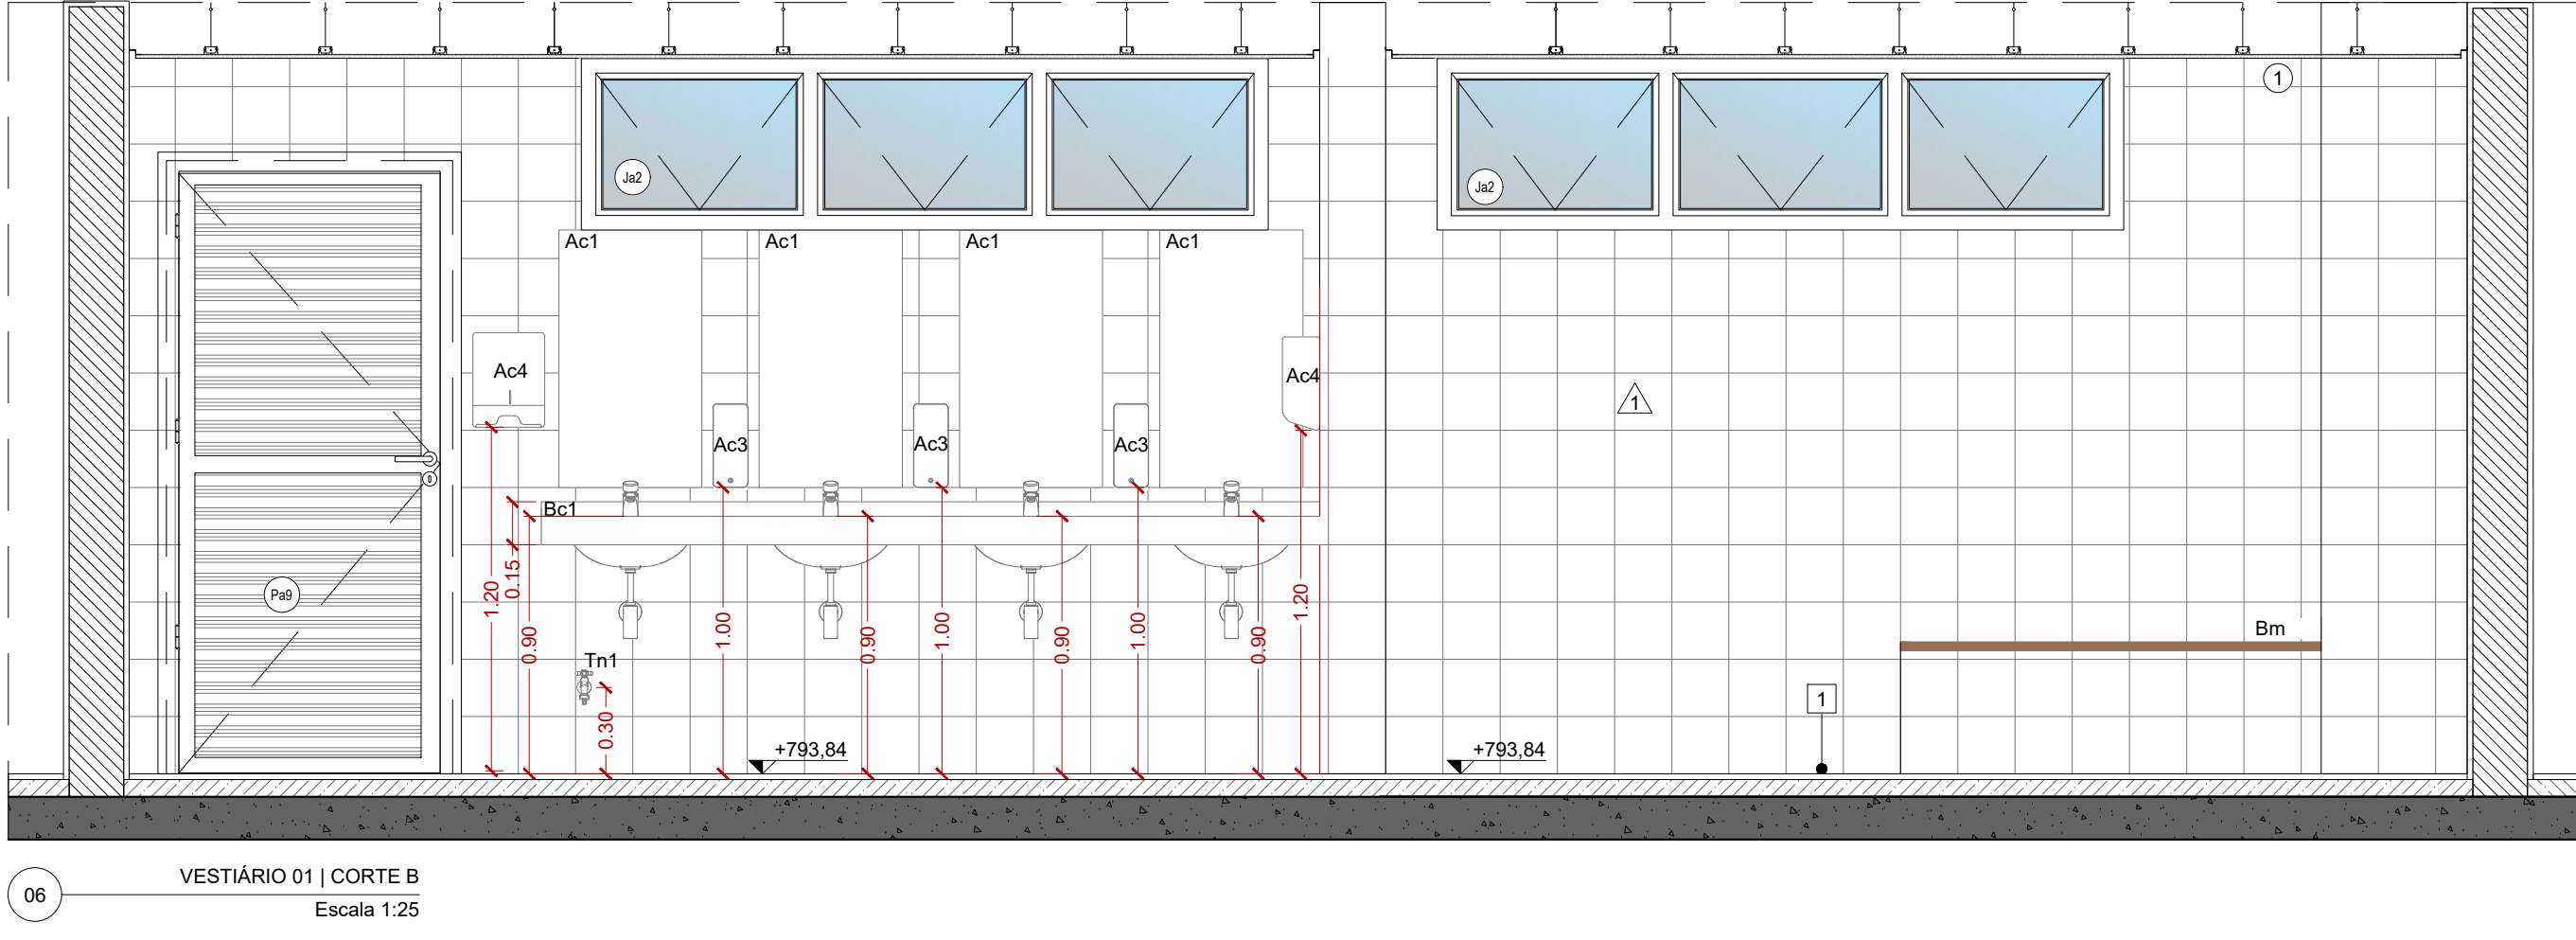 1
Ja2
Ja2
Ac1
Ac1
Ac1
Ac1
Ac4
Ac4
1
Ac3
Ac3
Ac3
Bc1
1.20
0.15
0.90
1.00
0.90
1.00
0.90
1.00
0.90
1.20
Pa9
Tn1
0.30
Bm
1
+793,84
+793,84
06
VESTIÁRIO 01 | CORTE B
Escala 1:25